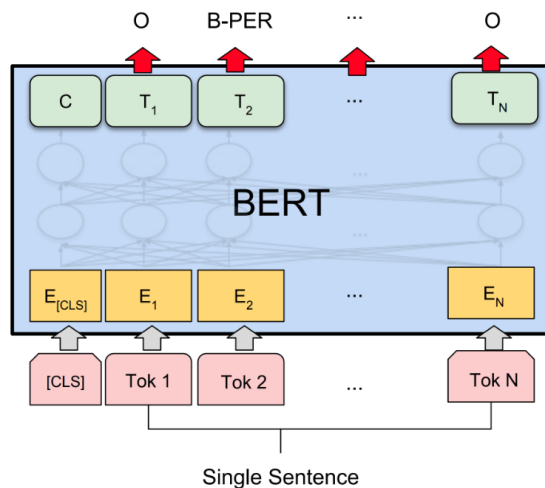 O B-PER ... O
C T1 T2 ... TN
...
BERT
...
E[CLS] E1 E2 ... EN
[CLS] Tok 1 Tok 2 ... Tok N
Single Sentence